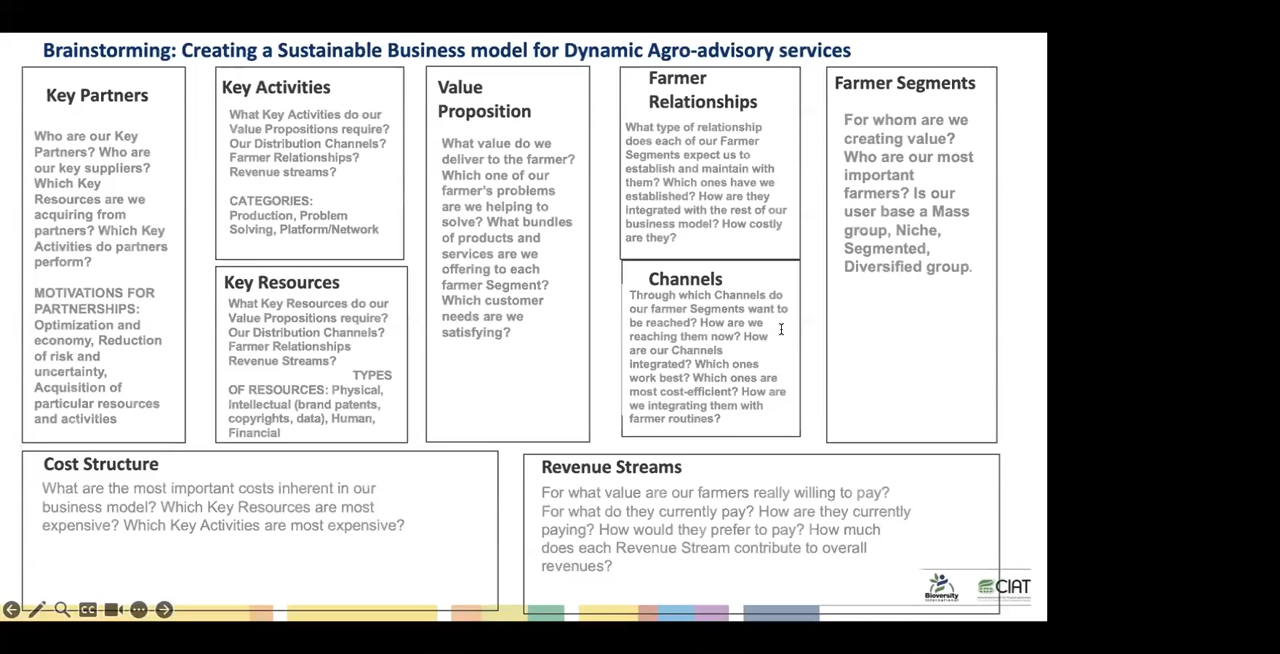 Brainstorming: Creating a Sustainable Business model for Dynamic Agro-advisory services
Key Partners
Who are our Key
Partners? Who are
our key suppliers?
Which Key
Resources are we
acquiring from
partners? Which Key
Activities do partners
perform?
MOTIVATIONS FOR
PARTNERSHIPS:
Optimization and
economy, Reduction
of risk and
uncertainty,
Acquisition of
particular resources
and activities
Key Activities
What Key Activities do our
Value Propositions require?
Our Distribution Channels?
Farmer Relationships?
Revenue streams?
CATEGORIES:
Production, Problem
Solving, Platform/Network
Key Resources
What Key Resources do our
Value Propositions require?
Our Distribution Channels?
Farmer Relationships
Revenue Streams?
TYPES
OF RESOURCES: Physical,
Intellectual (brand patents,
copyrights, data), Human,
Financial
Value
Proposition
What value do we
deliver to the farmer?
Which one of our
farmer's problems
are we helping to
solve? What bundles
of products and
services are we
offering to each
farmer Segment?
Which customer
needs are we
satisfying?
Farmer
Relationships
What type of relationship
does each of our Farmer
Segments expect us to
establish and maintain with
them? Which ones have we
established? How are they
integrated with the rest of our
business model? How costly
are they?
Channels
Through which Channels do
our farmer Segments want to
be reached? How are we
reaching them now? How
are our Channels
integrated? Which ones
work best? Which ones are
most cost-efficient? How are
we integrating them with
farmer routines?
Farmer Segments
For whom are we
creating value?
Who are our most
important
farmers? Is our
user base a Mass
group, Niche,
Segmented,
Diversified group.
Cost Structure
What are the most important costs inherent in our
business model? Which Key Resources are most
expensive? Which Key Activities are most expensive?
Revenue Streams
For what value are our farmers really willing to pay?
For what do they currently pay? How are they currently
paying? How would they prefer to pay? How much
does each Revenue Stream contribute to overall
revenues?
Bioversity
International
CIAT
CC